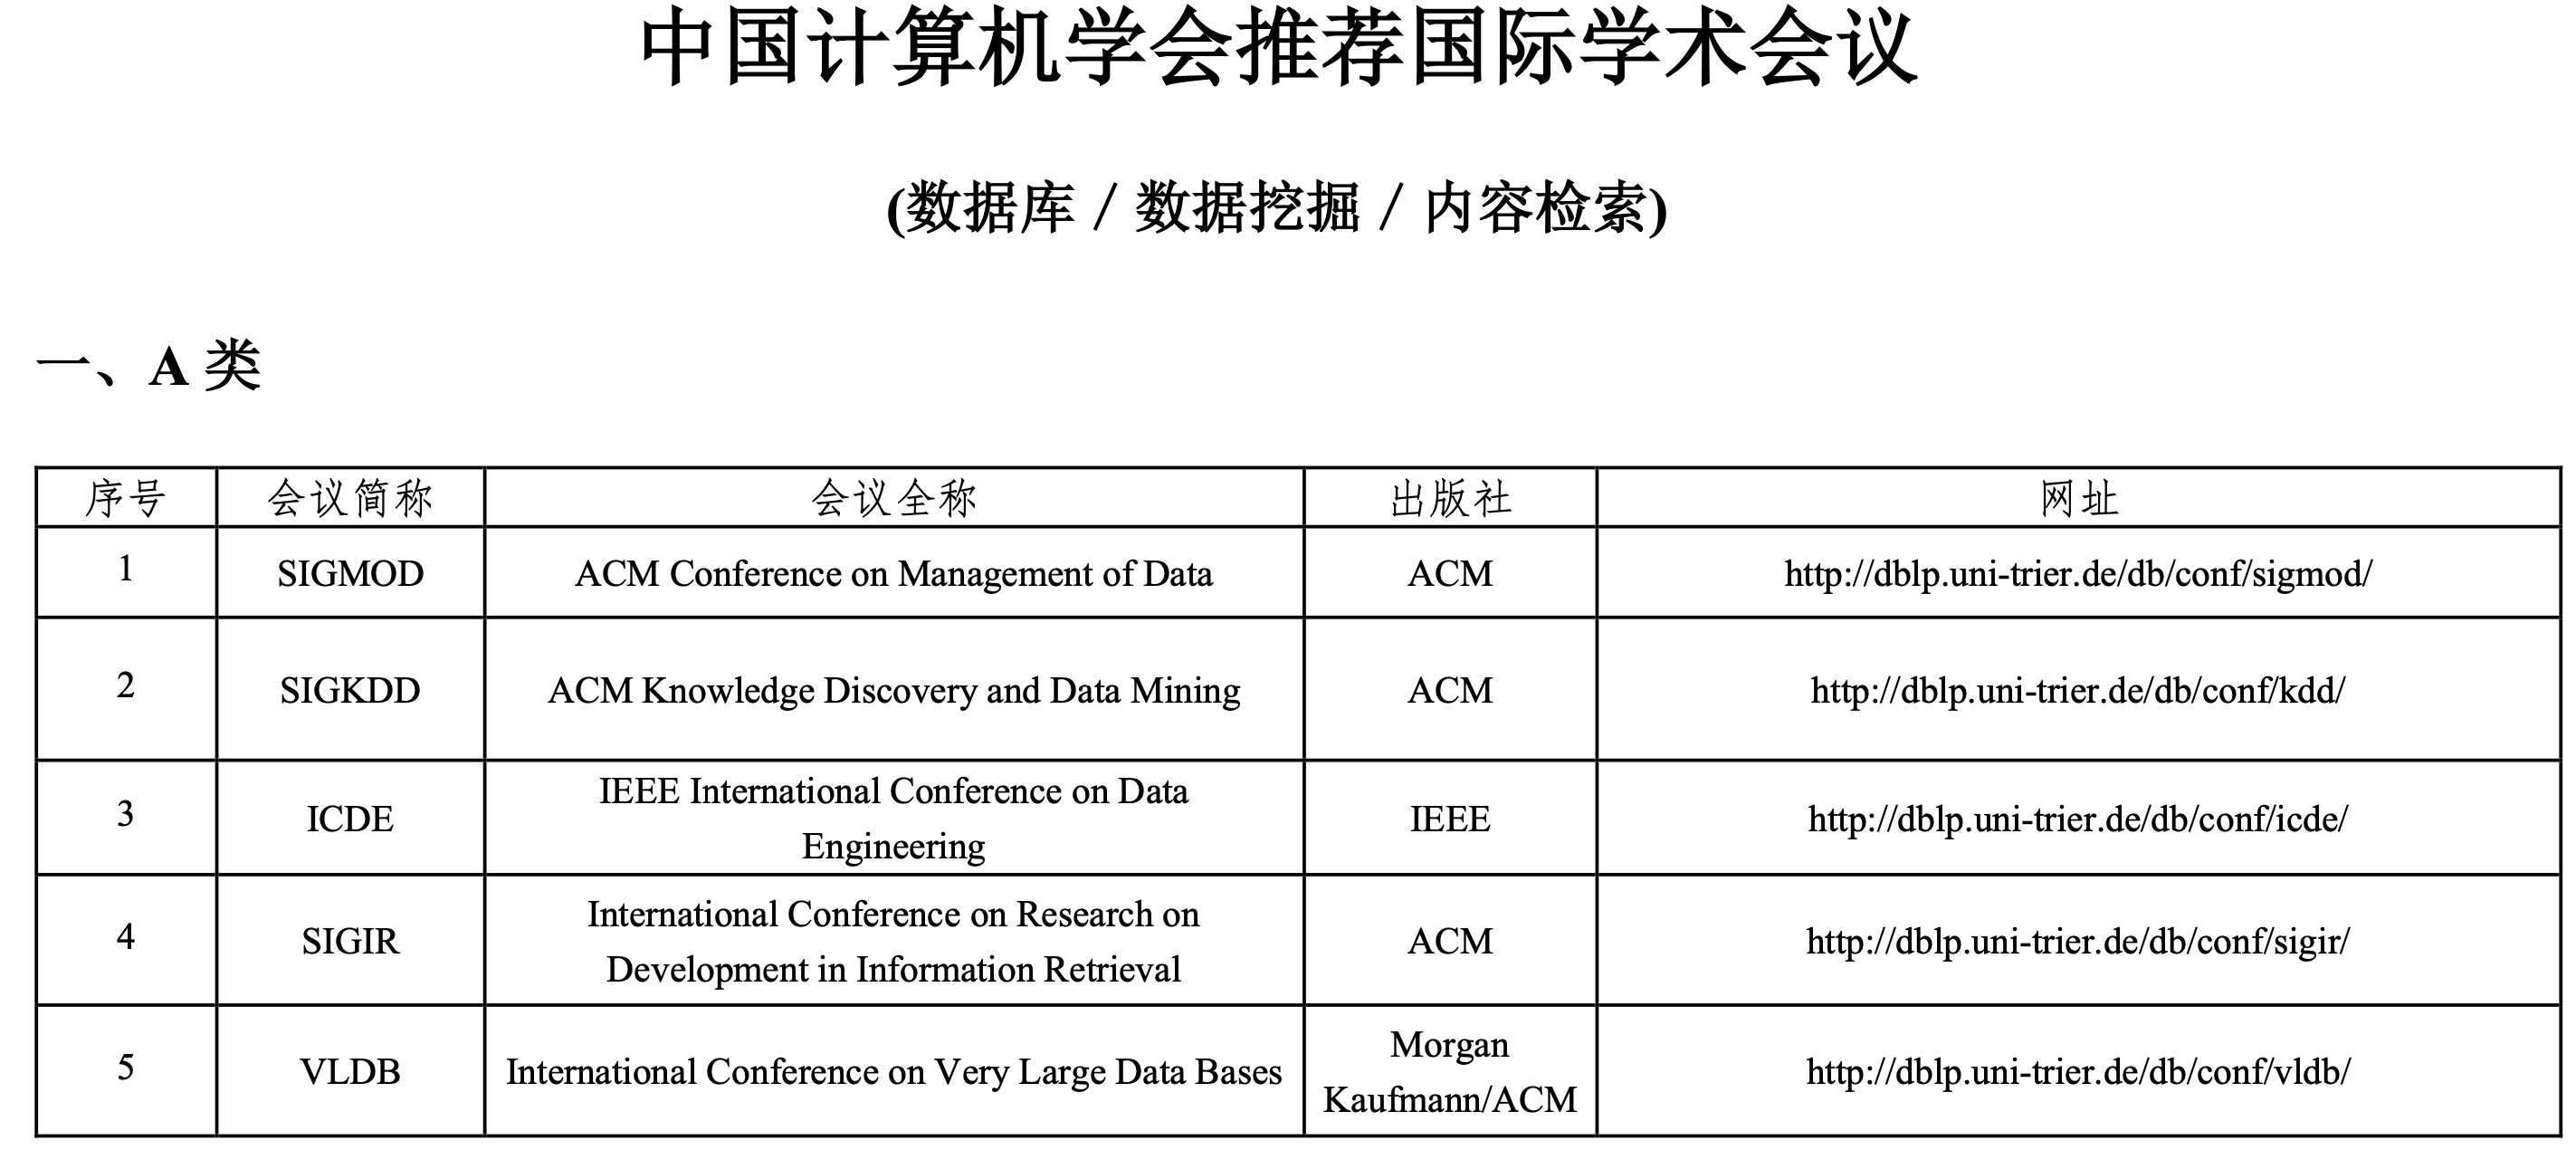 中国计算机学会推荐国际学术会议
(数据库／数据挖掘／内容检索)
一、A 类
序号 会议简称 会议全称 出版社 网址
1 SIGMOD ACM Conference on Management of Data ACM http://dblp.uni-trier.de/db/conf/sigmod/
2 SIGKDD ACM Knowledge Discovery and Data Mining ACM http://dblp.uni-trier.de/db/conf/kdd/
3 ICDE IEEE International Conference on Data
Engineering IEEE http://dblp.uni-trier.de/db/conf/icde/
4 SIGIR International Conference on Research on
Development in Information Retrieval ACM http://dblp.uni-trier.de/db/conf/sigir/
5 VLDB International Conference on Very Large Data Bases Morgan
Kaufmann/ACM http://dblp.uni-trier.de/db/conf/vldb/